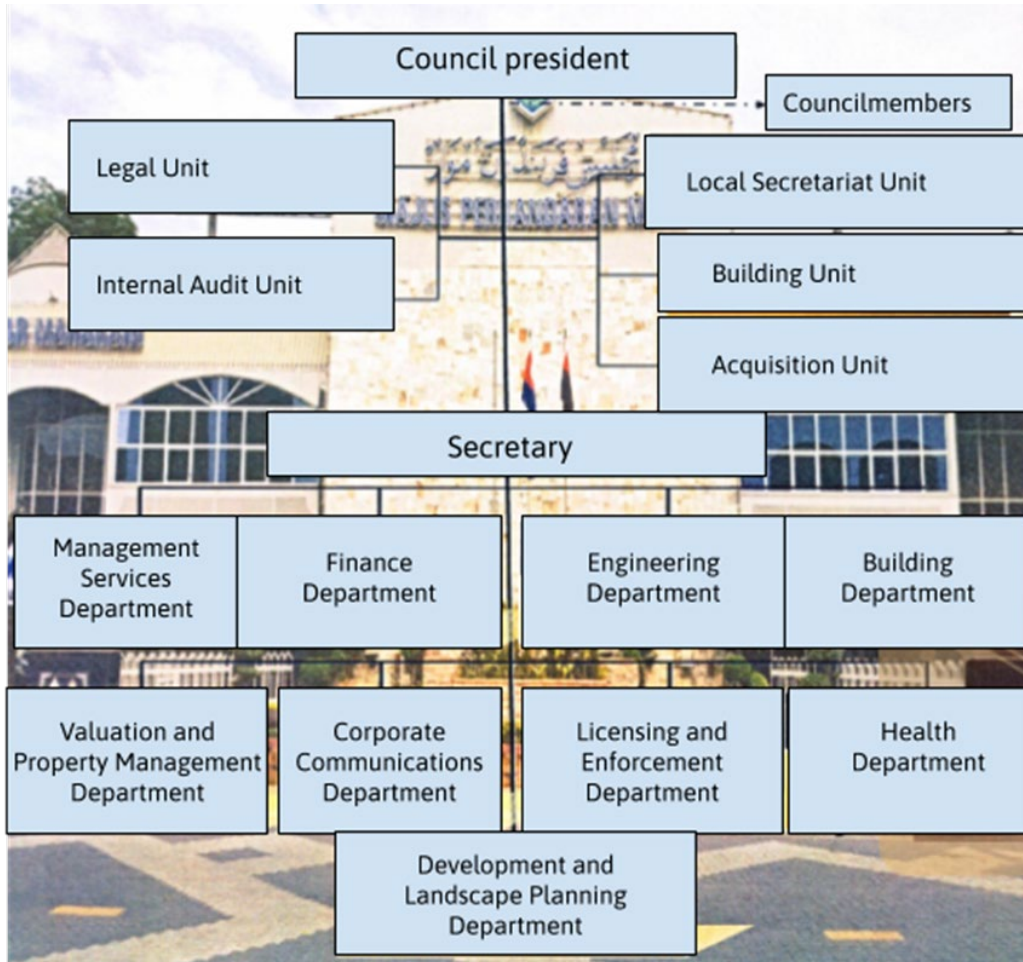 Council president
Councilmembers
Legal Unit
Local Secretariat Unit
Internal Audit Unit
Building Unit
Acquisition Unit
Secretary
Management
Services
Department
Finance
Department
Engineering
Department
Building
Department
Valuation and
Property Management
Department
Corporate
Communications
Department
Licensing and
Enforcement
Department
Health
Department
Development and
Landscape Planning
Department